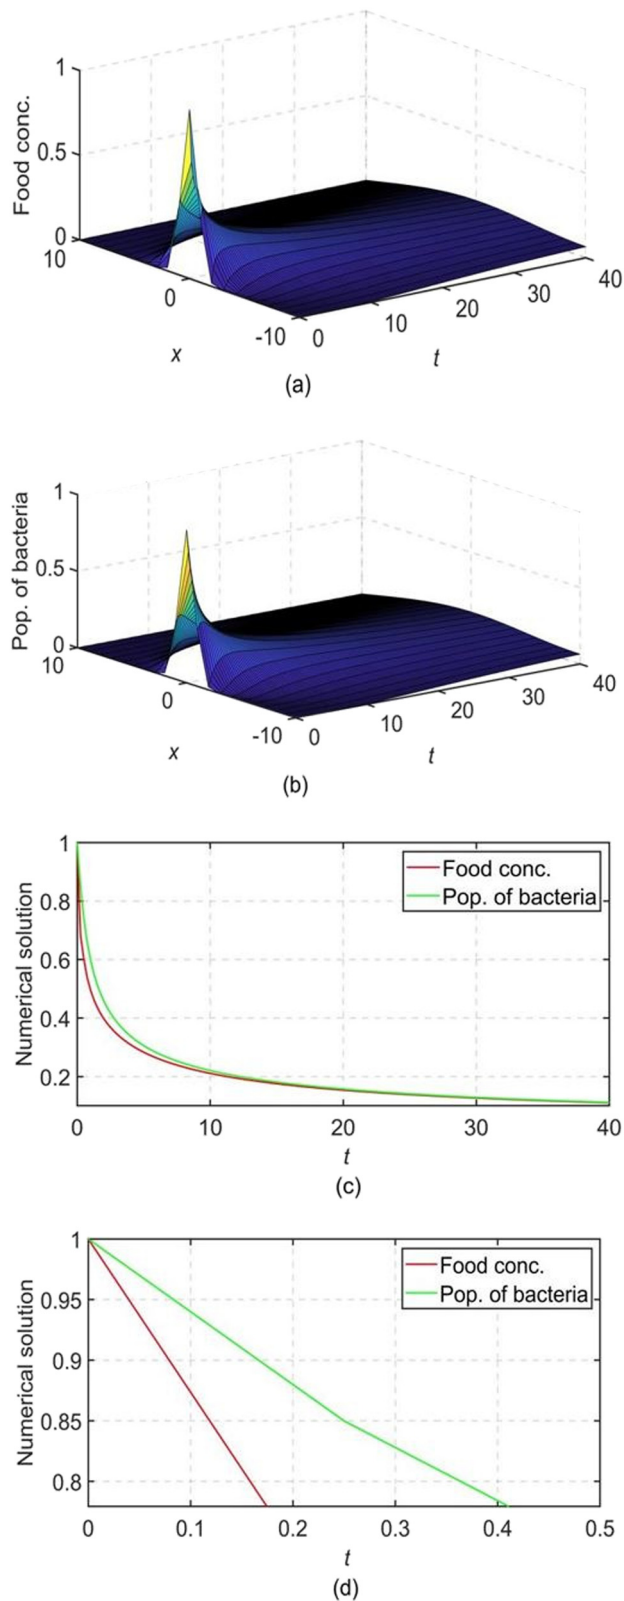 1
0.5
0
Food conc.
10
0
-10
x
0
10
20
30
40
t
(a)
1
0.5
0
Pop. of bacteria
10
0
-10
x
0
10
20
30
40
t
(b)
1
0.8
0.6
0.4
0.2
Numerical solution
Food conc.
Pop. of bacteria
0 10 20 30 40
t
(c)
1
0.95
0.9
0.85
0.8
Numerical solution
Food conc.
Pop. of bacteria
0 0.1 0.2 0.3 0.4 0.5
t
(d)